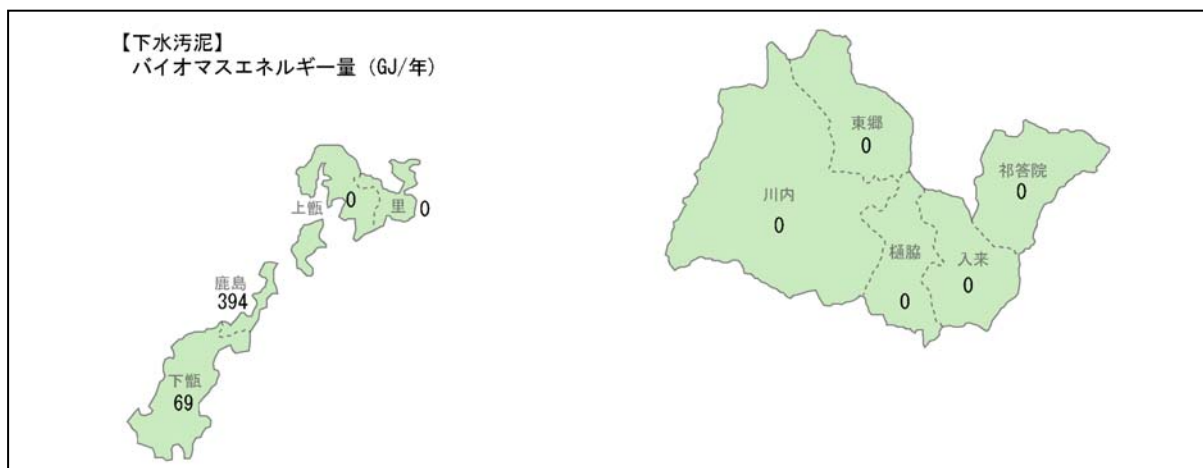 【下水汚泥】
バイオマスエネルギー量（GJ/年）
上甑
0
里
0
鹿島
394
下甑
69
東郷
0
川内
0
祁答院
0
樋脇
0
入来
0